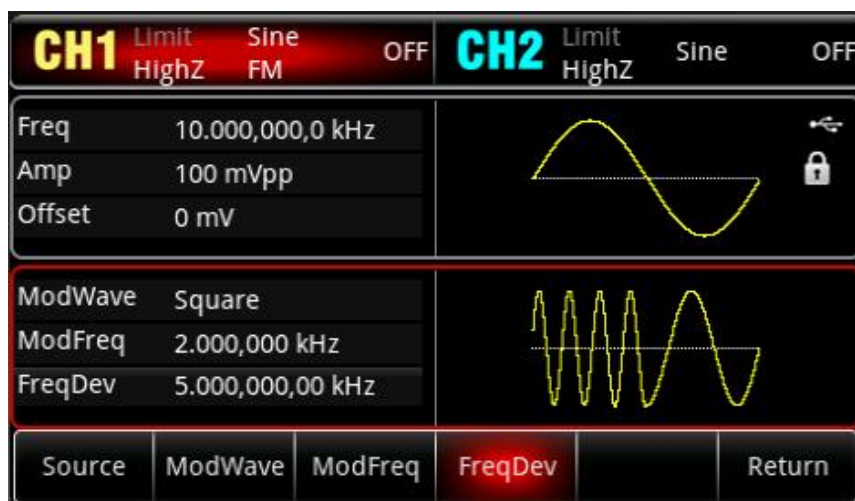 CH1 Limit Sine OFF CH2 Limit Sine OFF
HighZ FM HighZ
Freq 10.000,000,0 kHz
Amp 100 mVpp
Offset 0 mV
ModWave Square
ModFreq 2.000,000 kHz
FreqDev 5.000,000,00 kHz
Source ModWave ModFreq FreqDev Return